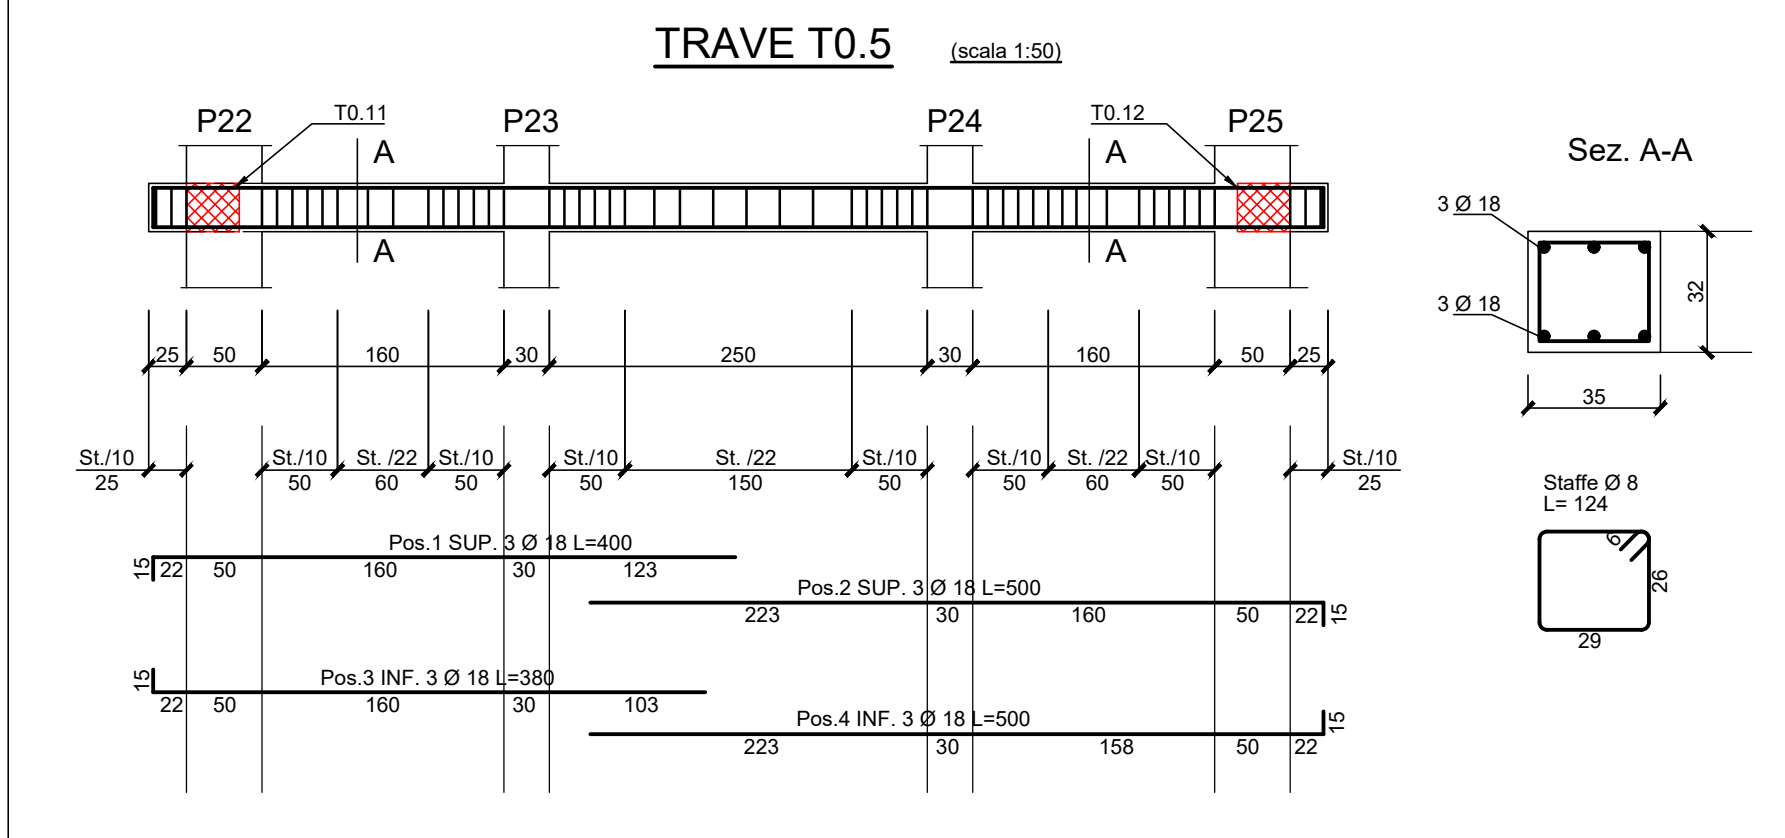 TRAVE T0.5 (scala 1:50)
P22 T0.11 P23 P24 T0.12 P25
A A
A A
25 50 160 30 250 30 160 50 25
St./10 St./10 St. /22 St./10 St./10 St. /22 St./10 St./10 St. /22 St./10 St./10
25 50 60 50 50 150 50 50 60 50 25
Pos.1 SUP. 3 Ø 18 L=400
15 22 50 160 30 123
Pos.2 SUP. 3 Ø 18 L=500
223 30 160 50 22 15
Pos.3 INF. 3 Ø 18 L=380
15 22 50 160 30 103
Pos.4 INF. 3 Ø 18 L=500
223 30 158 50 22 15
Sez. A-A
3 Ø 18
3 Ø 18
32
35
Staffe Ø 8
L= 124
6
26
29